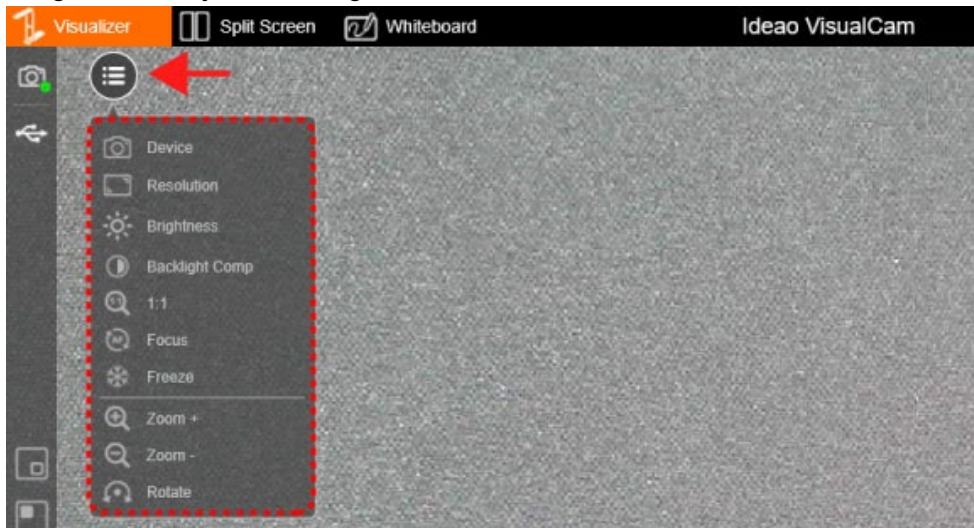 Visualizer Split Screen Whiteboard Ideao VisualCam
Device
Resolution
Brightness
Backlight Comp
1:1
Focus
Freeze
Zoom +
Zoom -
Rotate